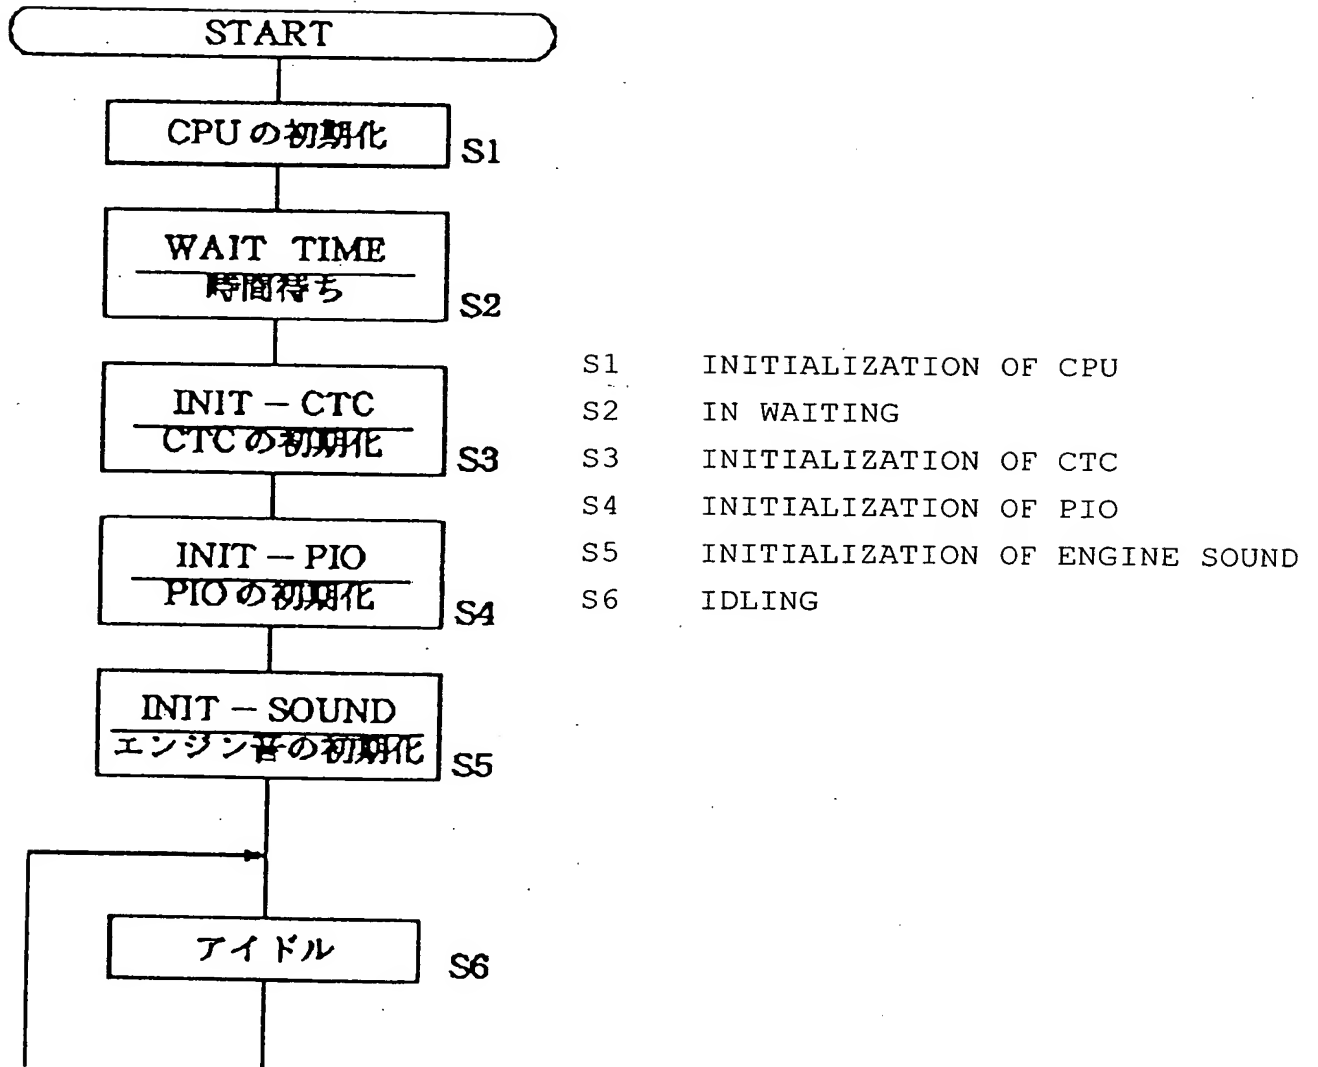 START
CPUの初期化
S1
WAIT TIME
時間待ち
S2
INIT－CTC
CTCの初期化
S3
INIT－PIO
PIOの初期化
S4
INIT－SOUND
エンジン音の初期化
S5
アイドル
S6
S1 INITIALIZATION OF CPU
S2 IN WAITING
S3 INITIALIZATION OF CTC
S4 INITIALIZATION OF PIO
S5 INITIALIZATION OF ENGINE SOUND
S6 IDLING